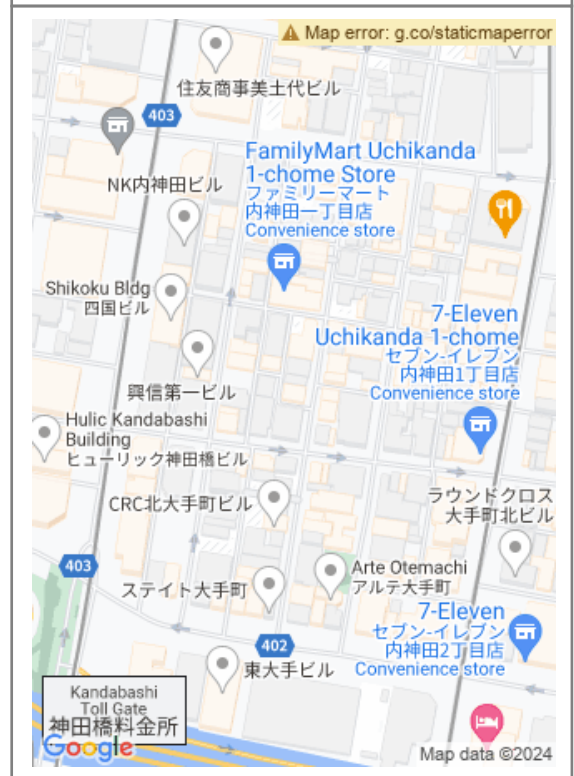 Map error: g.co/staticmaperror
住友商事美土代ビル
403
FamilyMart Uchikanda
1-chome Store
ファミリーマート
内神田一丁目店
Convenience store
NK内神田ビル
Shikoku Bldg
四国ビル
7-Eleven
Uchikanda 1-chome
セブン-イレブン
内神田1丁目店
Convenience store
興信第一ビル
Hulic Kandabashi
Building
ヒューリック神田橋ビル
CRC北大手町ビル
ラウンドクロス
大手町北ビル
403
Arte Otemachi
アルテ大手町
ステイト大手町
7-Eleven
セブン-イレブン
内神田2丁目店
Convenience store
402
東大手ビル
Kandabashi
Toll Gate
神田橋料金所
Google
Map data ©2024